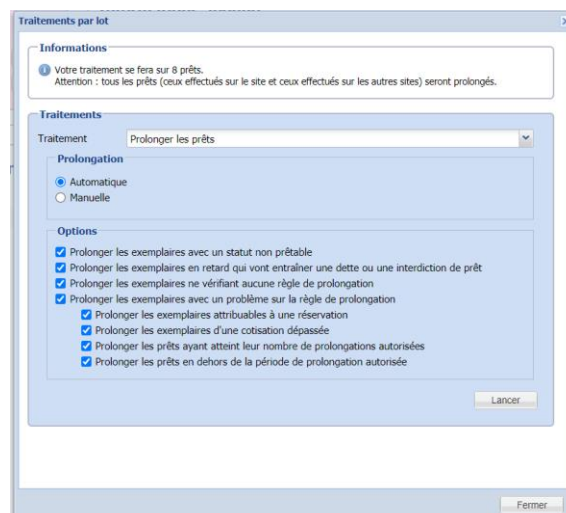 Traitements par lot
Informations
Votre traitement se fera sur 8 prêts.
Attention : tous les prêts (ceux effectués sur le site et ceux effectués sur les autres sites) seront prolongés.
Traitements
Traitement Prolonger les prêts
Prolongation
Automatique
Manuelle
Options
Prolonger les exemplaires avec un statut non prêtable
Prolonger les exemplaires en retard qui vont entraîner une dette ou une interdiction de prêt
Prolonger les exemplaires ne vérifiant aucune règle de prolongation
Prolonger les exemplaires avec un problème sur la règle de prolongation
Prolonger les exemplaires attribuables à une réservation
Prolonger les exemplaires d'une cotisation dépassée
Prolonger les prêts ayant atteint leur nombre de prolongations autorisées
Prolonger les prêts en dehors de la période de prolongation autorisée
Lancer
Fermer